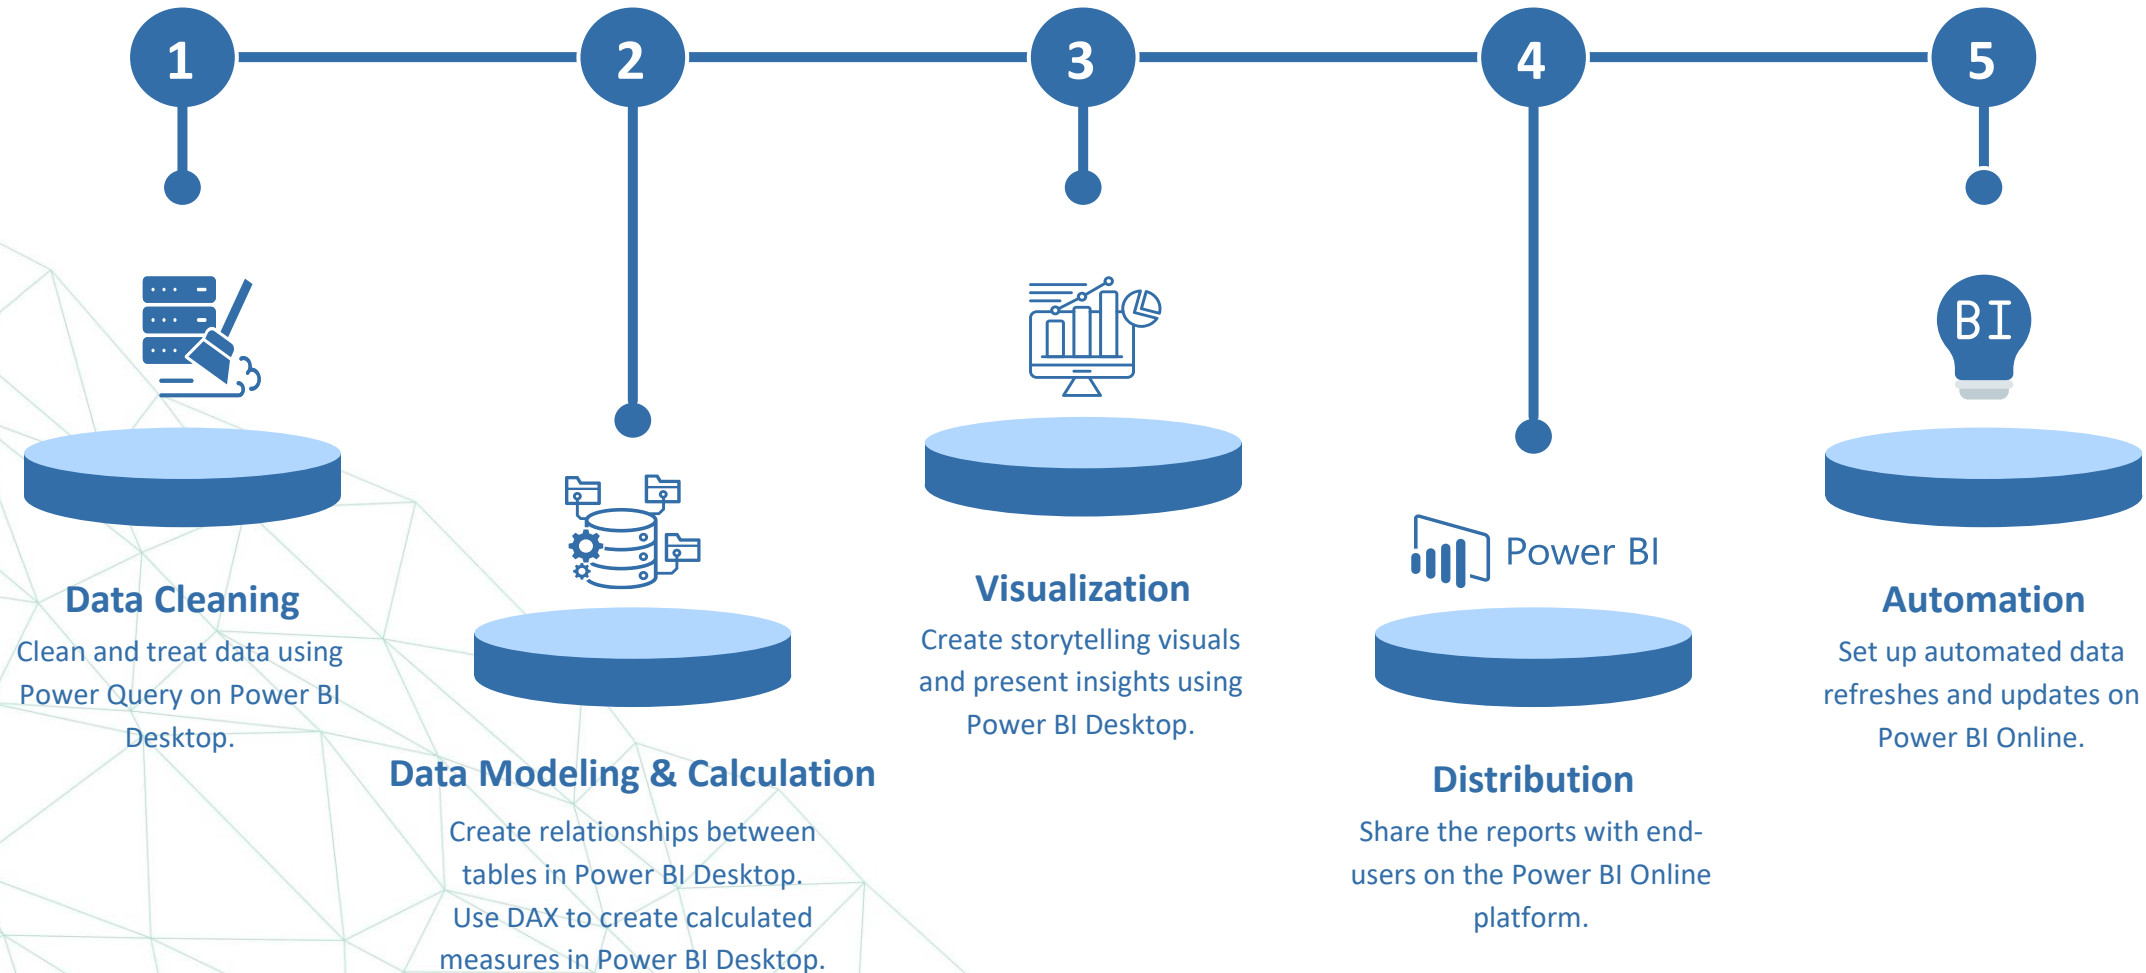 1
2
3
4
5
BI
Power BI
Data Cleaning
Clean and treat data using
Power Query on Power BI
Desktop.
Data Modeling & Calculation
Create relationships between
tables in Power BI Desktop.
Use DAX to create calculated
measures in Power BI Desktop.
Visualization
Create storytelling visuals
and present insights using
Power BI Desktop.
Distribution
Share the reports with end-
users on the Power BI Online
platform.
Automation
Set up automated data
refreshes and updates on
Power BI Online.